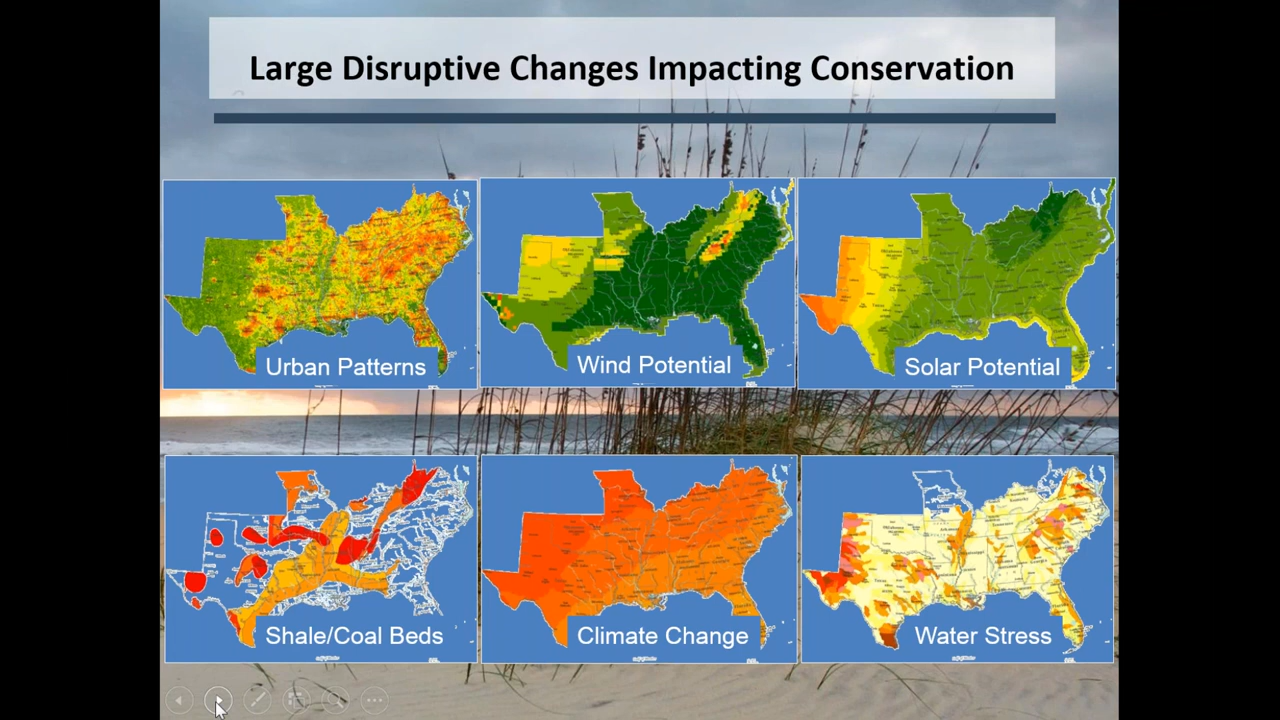 Large Disruptive Changes Impacting Conservation
Urban Patterns
Wind Potential
Solar Potential
Shale/Coal Beds
Climate Change
Water Stress